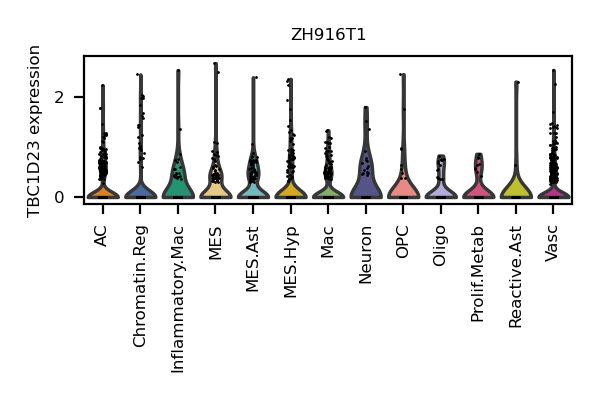 ZH916T1
TBC1D23 expression
2
0
AC
Chromatin.Reg
Inflammatory.Mac
MES
MES.Ast
MES.Hyp
Mac
Neuron
OPC
Oligo
Prolif.Metab
Reactive.Ast
Vasc